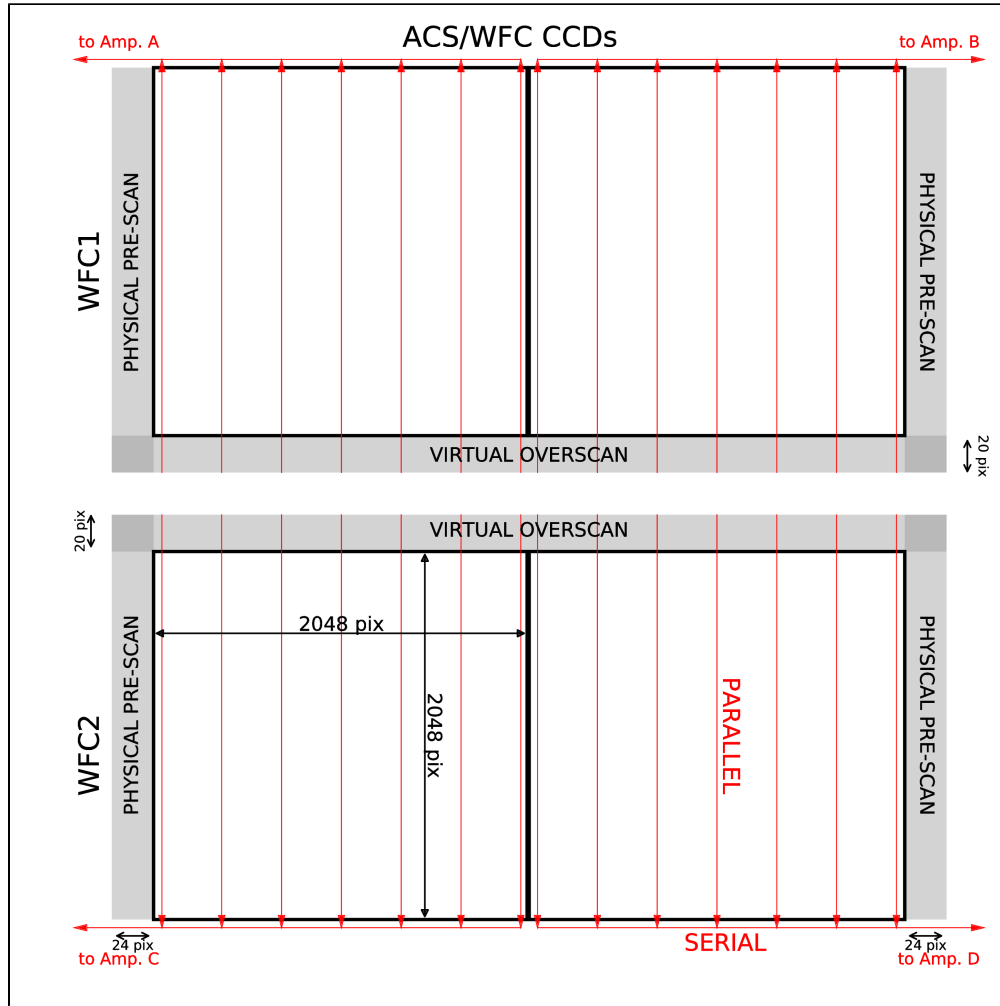 ACS/WFC CCDs
to Amp. A
to Amp. B
WFC1
PHYSICAL PRE-SCAN
PHYSICAL PRE-SCAN
VIRTUAL OVERSCAN
20 pix
20 pix
VIRTUAL OVERSCAN
WFC2
PHYSICAL PRE-SCAN
2048 pix
2048 pix
PARALLEL
PHYSICAL PRE-SCAN
24 pix
SERIAL
24 pix
to Amp. C
to Amp. D